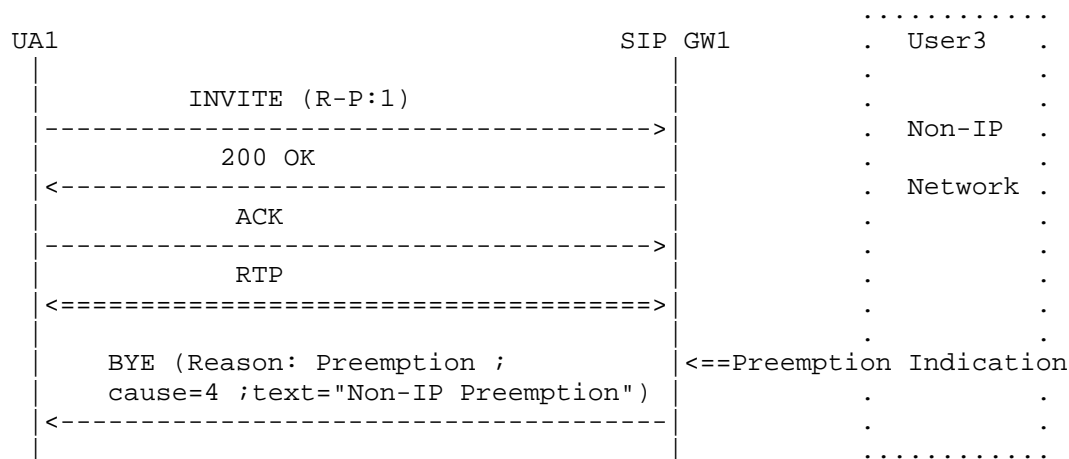 UA1 SIP GW1 . User3 .
INVITE (R-P:1)
Non-IP
200 OK
Network
ACK
RTP
BYE (Reason: Preemption ; <==Preemption Indication
cause=4 ;text="Non-IP Preemption")